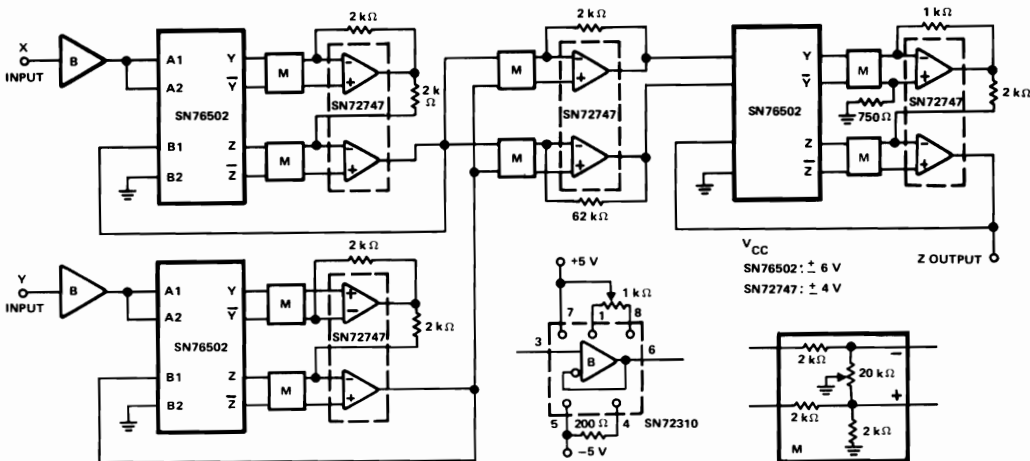 X
INPUT
B
A1
A2
SN76502
B1
B2
Y
Y̅
Z
Z̅
M
M
2 kΩ
−
+
SN72747
2 k
Ω
−
+
2 kΩ
M
−
+
SN72747
M
−
+
62 kΩ
Y
Y̅
SN76502
Z
Z̅
1 kΩ
M
−
+
SN72747
750 Ω
2 kΩ
M
−
+
Z OUTPUT
VCC
SN76502: ± 6 V
SN72747: ± 4 V
Y
INPUT
B
A1
A2
SN76502
B1
B2
Y
Y̅
Z
Z̅
M
M
2 kΩ
+
−
SN72747
2 kΩ
−
+
+5 V
1 kΩ
7
1
8
3
B
6
5
200 Ω
4
SN72310
−5 V
2 kΩ
−
20 kΩ
+
2 kΩ
2 kΩ
M